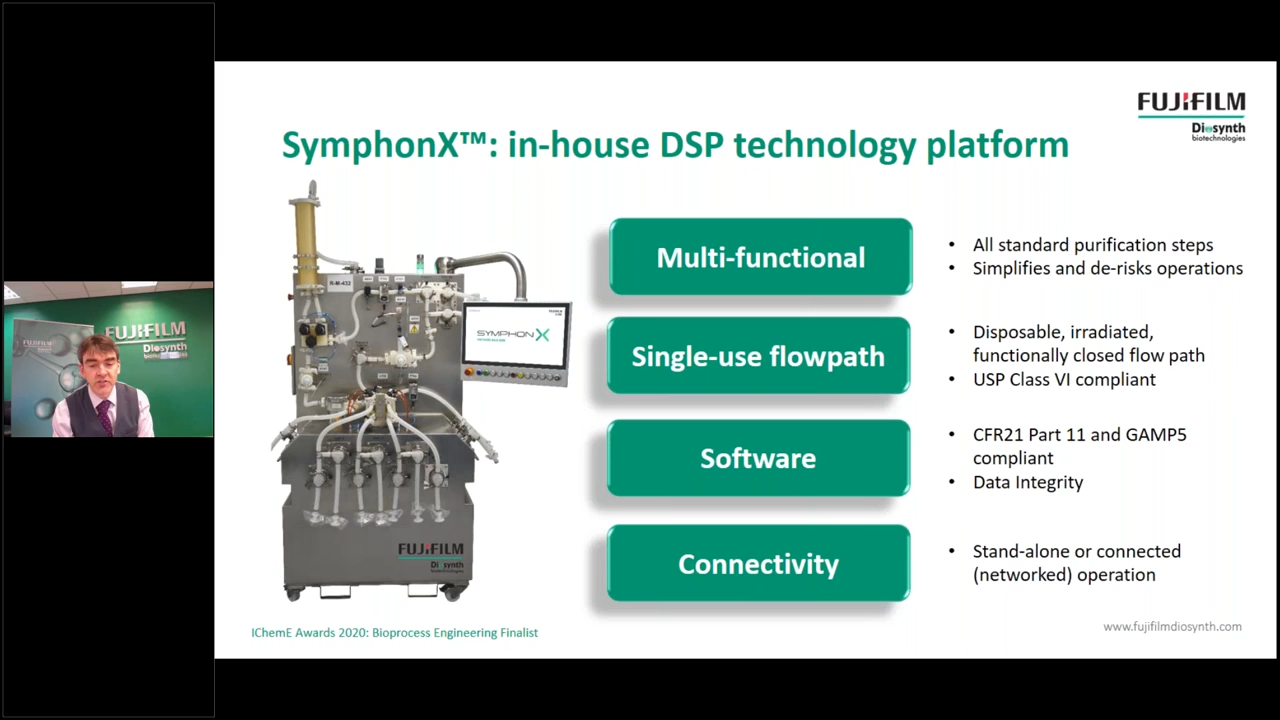 FUJIFILM
Diosynth
biotechnologies
SymphonX™: in-house DSP technology platform
Multi-functional
• All standard purification steps
• Simplifies and de-risks operations
Single-use flowpath
• Disposable, irradiated,
functionally closed flow path
• USP Class VI compliant
Software
• CFR21 Part 11 and GAMP5
compliant
• Data Integrity
Connectivity
• Stand-alone or connected
(networked) operation
R-M-432
SYMPHONX
FUJIFILM
Diosynth
biotechnologies
IChemE Awards 2020: Bioprocess Engineering Finalist
www.fujifilmdiosynth.com
FUJIFILM
FUJIFILM
Diosynth